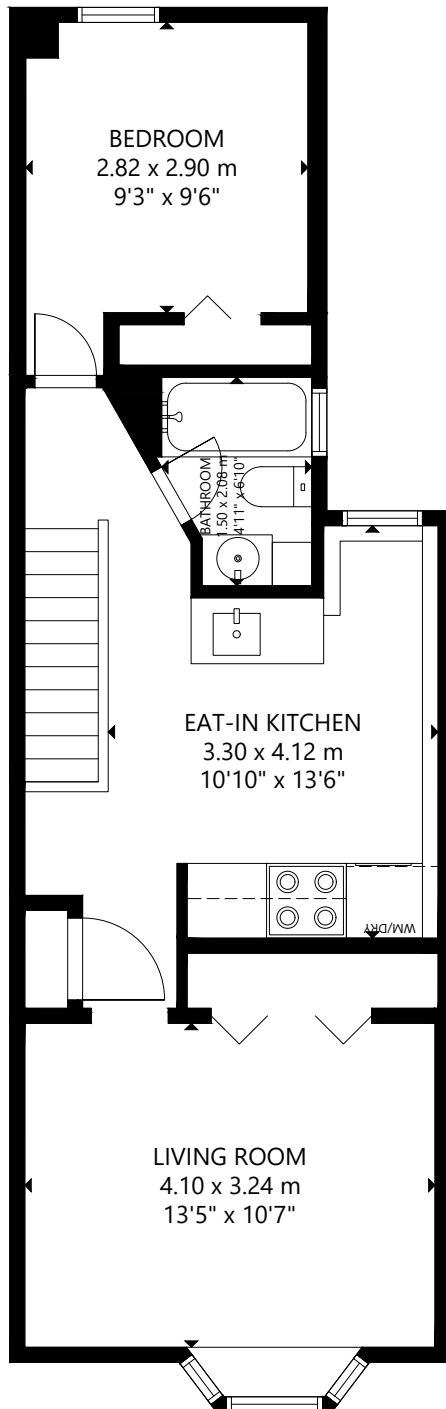 BEDROOM
2.82 x 2.90 m
9'3" x 9'6"
BATHROOM
1.50 x 2.08 m
4'11" x 6'10"
EAT-IN KITCHEN
3.30 x 4.12 m
10'10" x 13'6"
WM/DRY
LIVING ROOM
4.10 x 3.24 m
13'5" x 10'7"